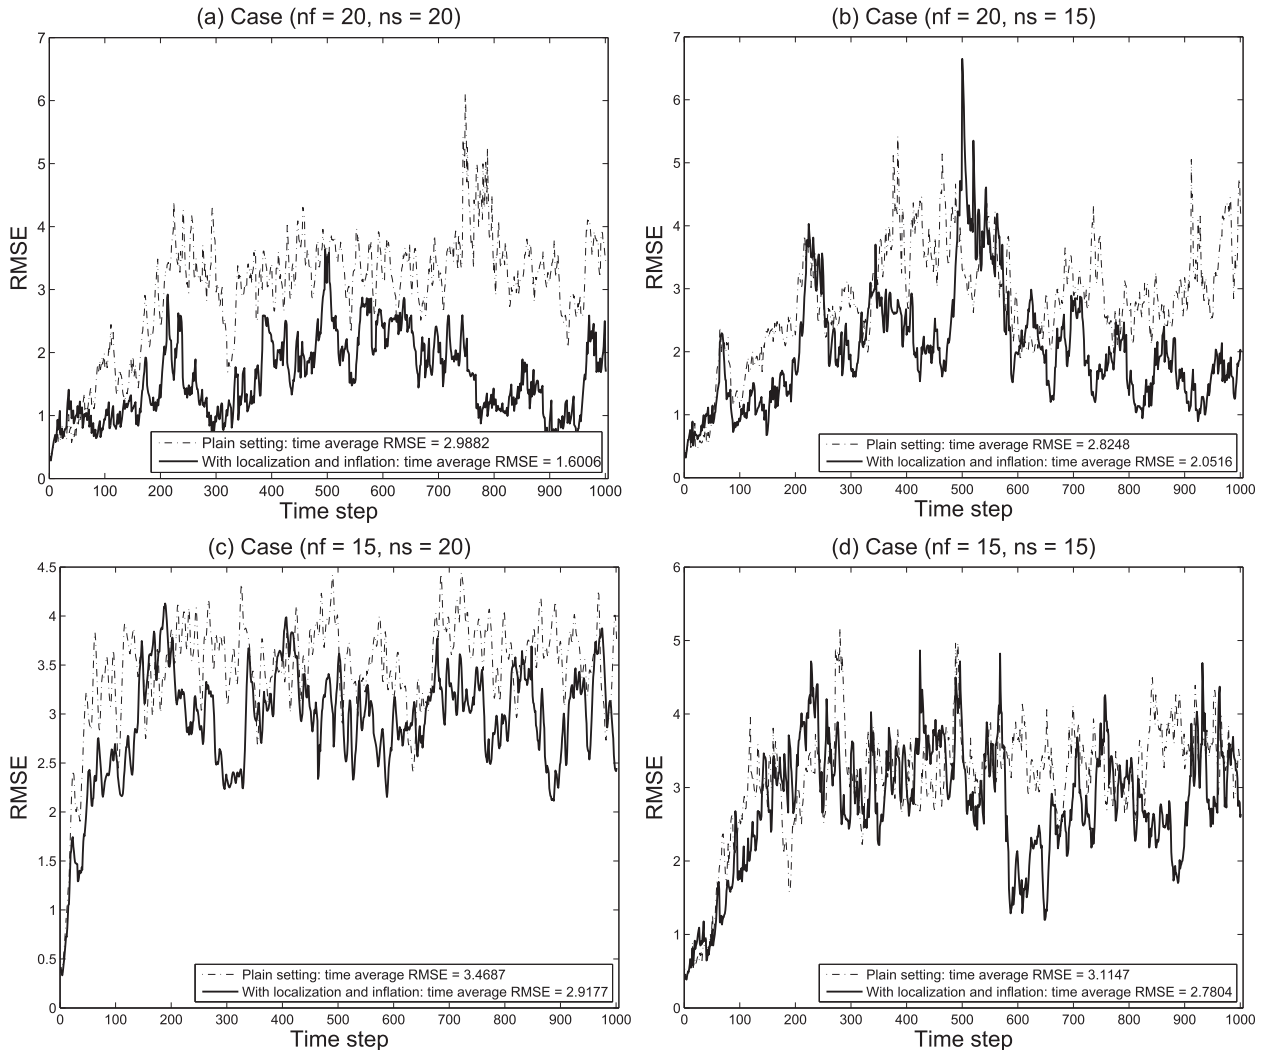 (a) Case (nf = 20, ns = 20)
7
6
5
4
3
2
1
0
RMSE
Plain setting: time average RMSE = 2.9882
With localization and inflation: time average RMSE = 1.6006
0 100 200 300 400 500 600 700 800 900 1000
Time step
(b) Case (nf = 20, ns = 15)
7
6
5
4
3
2
1
0
RMSE
Plain setting: time average RMSE = 2.8248
With localization and inflation: time average RMSE = 2.0516
0 100 200 300 400 500 600 700 800 900 1000
Time step
(c) Case (nf = 15, ns = 20)
4.5
4
3.5
3
2.5
2
1.5
1
0.5
0
RMSE
Plain setting: time average RMSE = 3.4687
With localization and inflation: time average RMSE = 2.9177
0 100 200 300 400 500 600 700 800 900 1000
Time step
(d) Case (nf = 15, ns = 15)
6
5
4
3
2
1
0
RMSE
Plain setting: time average RMSE = 3.1147
With localization and inflation: time average RMSE = 2.7804
0 100 200 300 400 500 600 700 800 900 1000
Time step